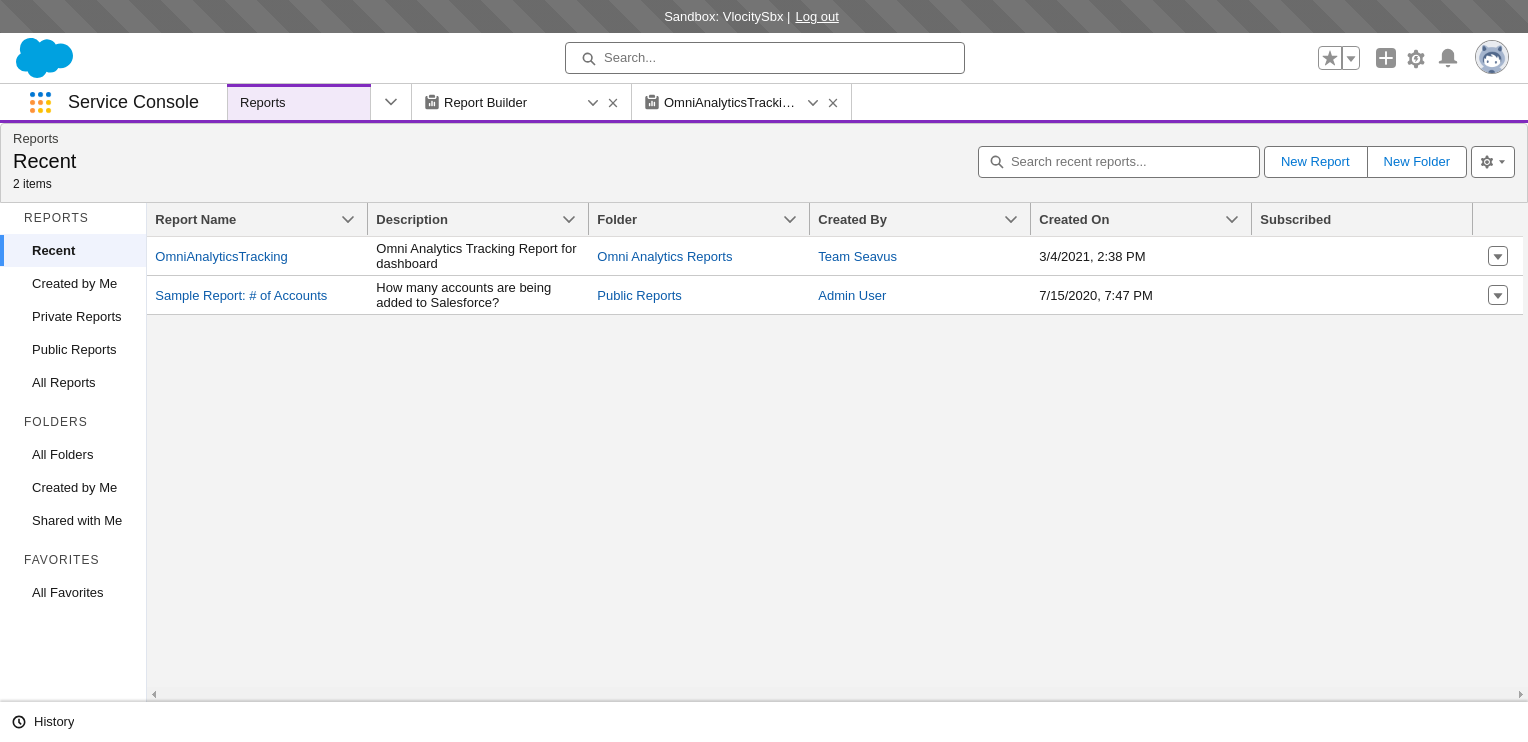 Sandbox: VlocitySbx | Log out
Search...
Service Console
Reports
Report Builder
OmniAnalyticsTracki…
Reports
Recent
2 items
Search recent reports...
New Report
New Folder
REPORTS
Recent
Created by Me
Private Reports
Public Reports
All Reports
FOLDERS
All Folders
Created by Me
Shared with Me
FAVORITES
All Favorites
Report Name Description Folder Created By Created On Subscribed
OmniAnalyticsTracking
Omni Analytics Tracking Report for
dashboard
Omni Analytics Reports
Team Seavus
3/4/2021, 2:38 PM
Sample Report: # of Accounts
How many accounts are being
added to Salesforce?
Public Reports
Admin User
7/15/2020, 7:47 PM
History